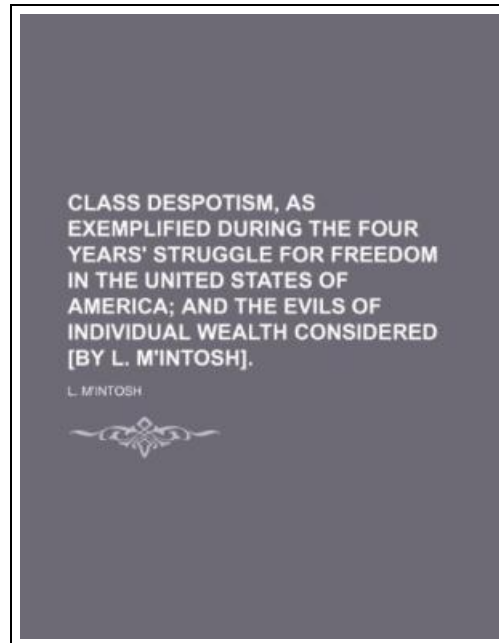 CLASS DESPOTISM, AS
EXEMPLIFIED DURING THE FOUR
YEARS' STRUGGLE FOR FREEDOM
IN THE UNITED STATES OF
AMERICA; AND THE EVILS OF
INDIVIDUAL WEALTH CONSIDERED
[BY L. M'INTOSH].
L. M'INTOSH